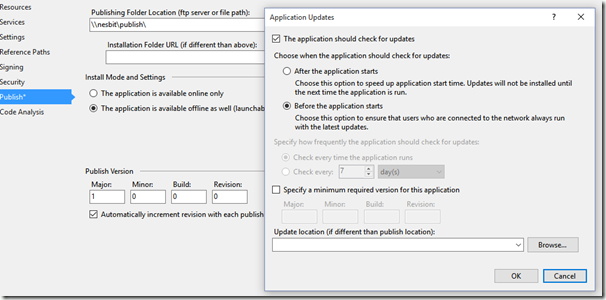 Resources
Services
Settings
Reference Paths
Signing
Security
Publish*
Code Analysis
Publishing Folder Location (ftp server or file path):
\\nesbit\publish\
Installation Folder URL (if different than above):
Install Mode and Settings
The application is available online only
The application is available offline as well (launchab
Publish Version
Major: Minor: Build: Revision:
1 0 0 0
Automatically increment revision with each publish
Application Updates
The application should check for updates
Choose when the application should check for updates:
After the application starts
Choose this option to speed up application start time. Updates will not be installed until
the next time the application is run.
Before the application starts
Choose this option to ensure that users who are connected to the network always run
with the latest updates.
Specify how frequently the application should check for updates:
Check every time the application runs
Check every: 7 day(s)
Specify a minimum required version for this application
Major: Minor: Build: Revision:
Update location (if different than publish location):
Browse...
OK Cancel